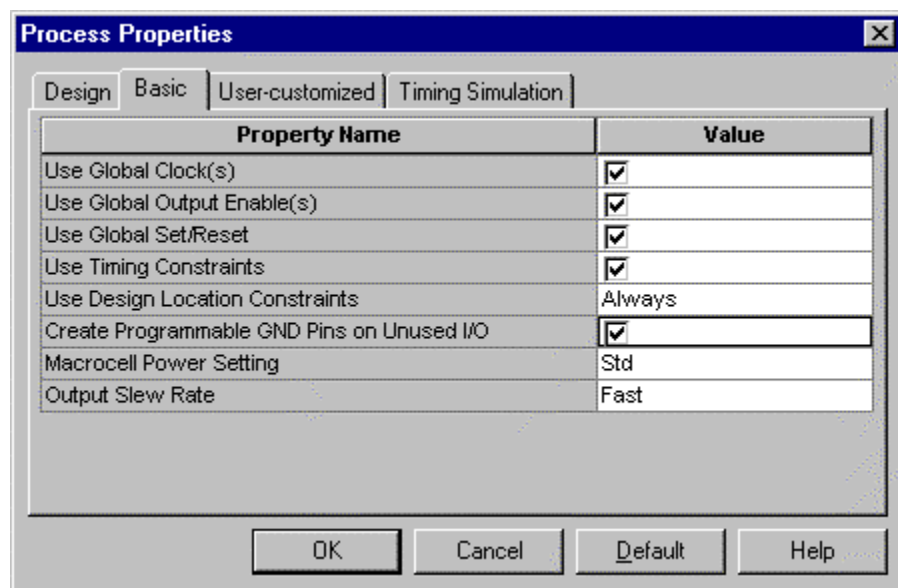 Process Properties
Design Basic User-customized Timing Simulation
Property Name Value
Use Global Clock(s)
Use Global Output Enable(s)
Use Global Set/Reset
Use Timing Constraints
Use Design Location Constraints Always
Create Programmable GND Pins on Unused I/O
Macrocell Power Setting Std
Output Slew Rate Fast
OK Cancel Default Help